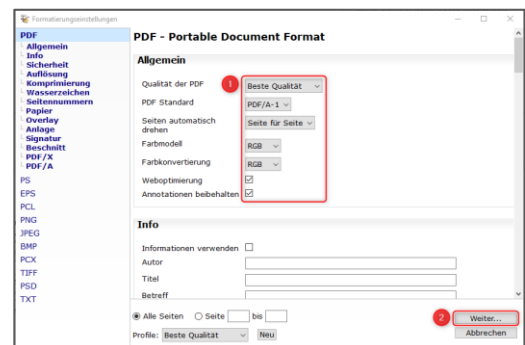 Formatierungseinstellungen
PDF
Allgemein
Info
Sicherheit
Auflösung
Komprimierung
Wasserzeichen
Seitennummern
Papier
Overlay
Anlage
Signatur
Beschnitt
PDF/X
PDF/A
PS
EPS
PCL
PNG
JPEG
BMP
PCX
TIFF
PSD
TXT
PDF - Portable Document Format
Allgemein
Qualität der PDF 1 Beste Qualität
PDF Standard PDF/A-1
Seiten automatisch drehen Seite für Seite
Farbmodell RGB
Farbkonvertierung RGB
Weboptimierung
Annotationen beibehalten
Info
Informationen verwenden
Autor
Titel
Betreff
Alle Seiten Seite bis
2 Weiter...
Profile: Beste Qualität Neu
Abbrechen